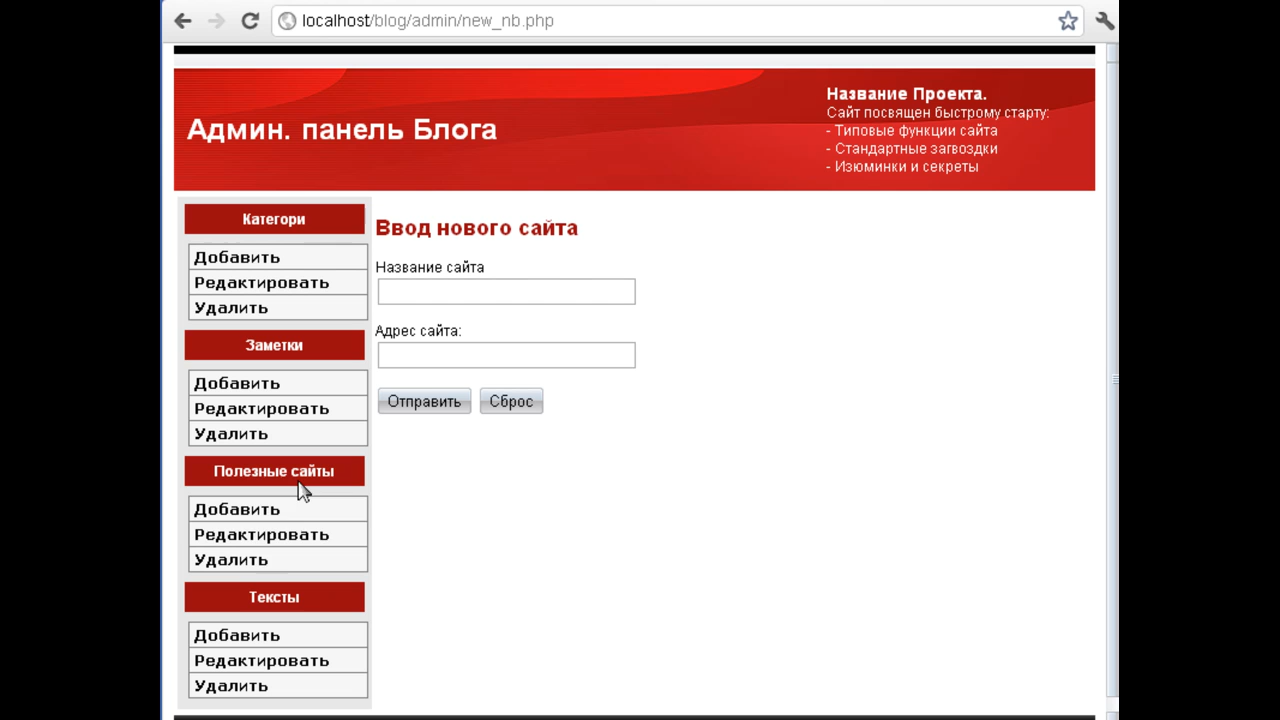 localhost/blog/admin/new_nb.php
Админ. панель Блога
Название Проекта.
Сайт посвящен быстрому старту:
- Типовые функции сайта
- Стандартные загвоздки
- Изюминки и секреты
Категори
Добавить
Редактировать
Удалить
Заметки
Добавить
Редактировать
Удалить
Полезные сайты
Добавить
Редактировать
Удалить
Тексты
Добавить
Редактировать
Удалить
Ввод нового сайта
Название сайта
Адрес сайта:
Отправить Сброс